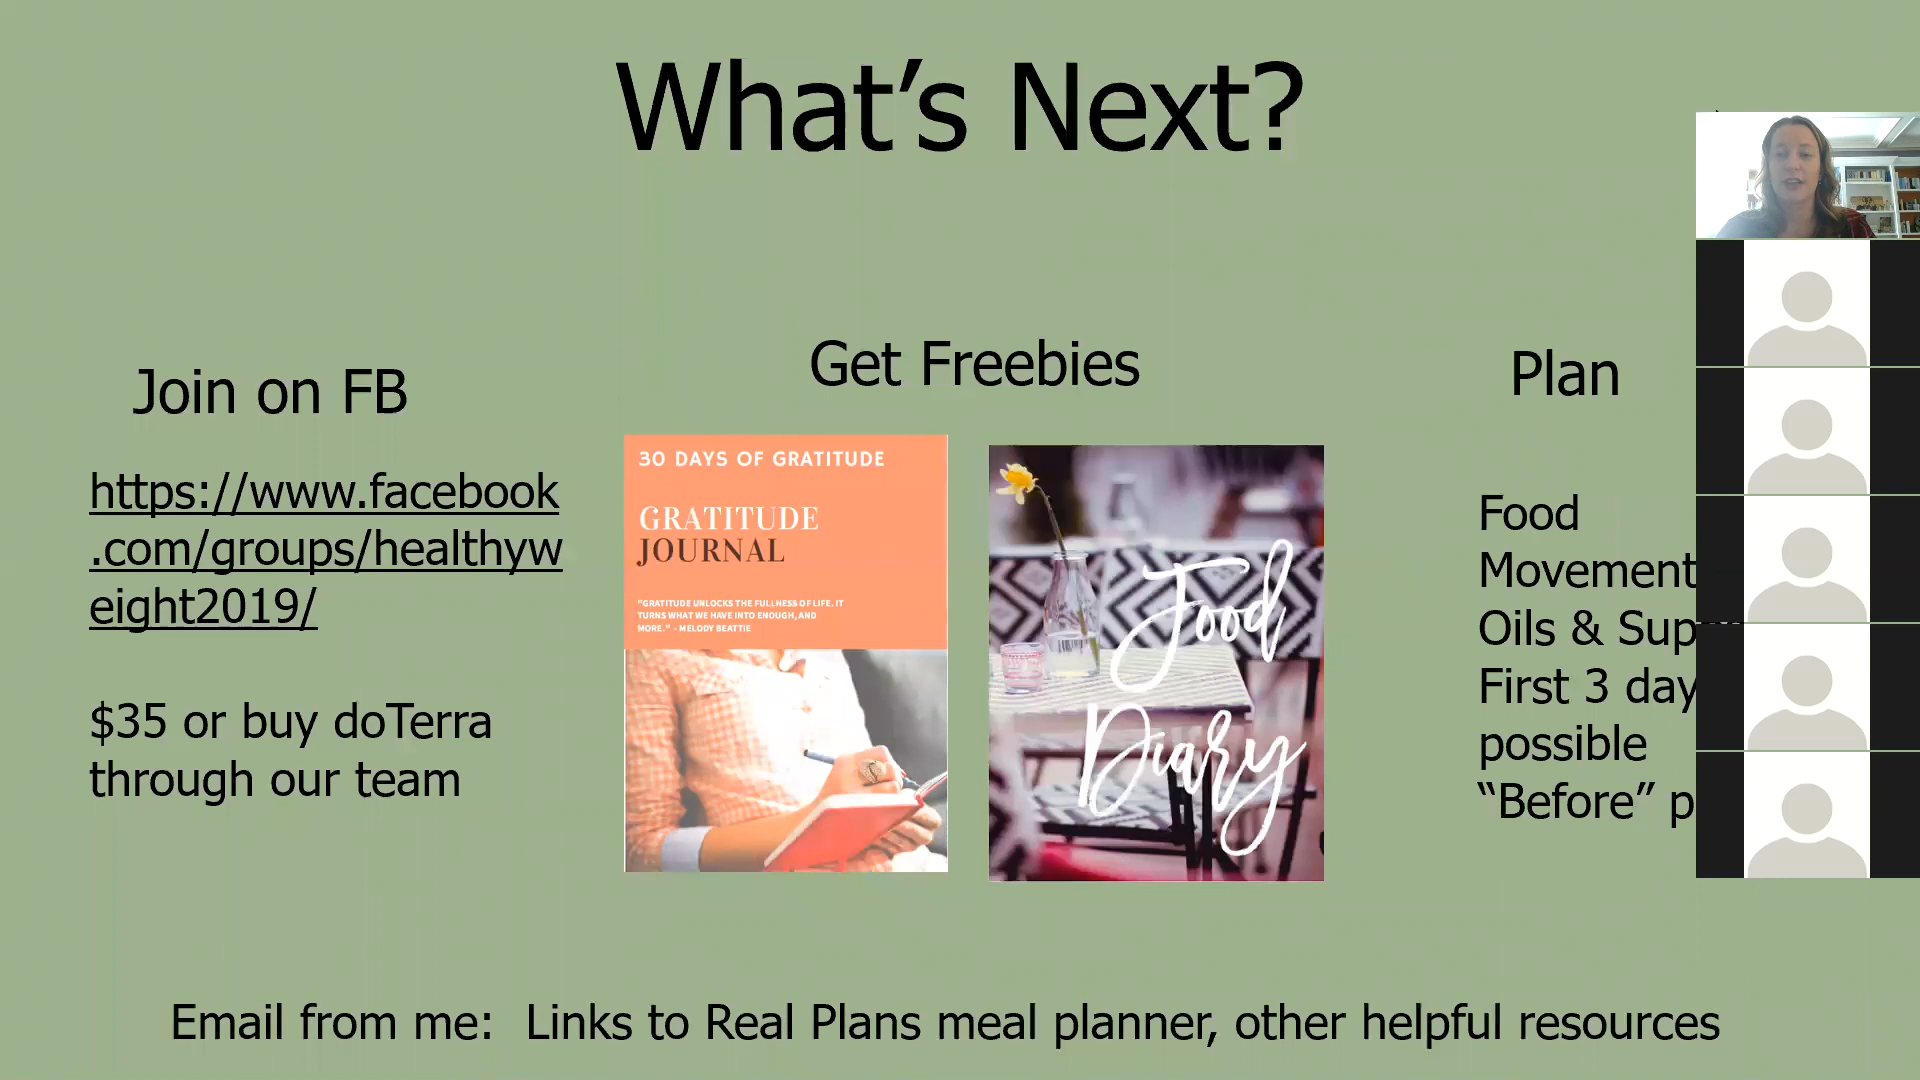 What’s Next?
Join on FB
https://www.facebook
.com/groups/healthyw
eight2019/
$35 or buy doTerra
through our team
Get Freebies
30 DAYS OF GRATITUDE
GRATITUDE
JOURNAL
"GRATITUDE UNLOCKS THE FULLNESS OF LIFE. IT
TURNS WHAT WE HAVE INTO ENOUGH, AND
MORE." - MELODY BEATTIE
Food
Diary
Plan
Food
Movement
Oils &
First 3
possible
“Before”
Email from me:  Links to Real Plans meal planner, other helpful resources